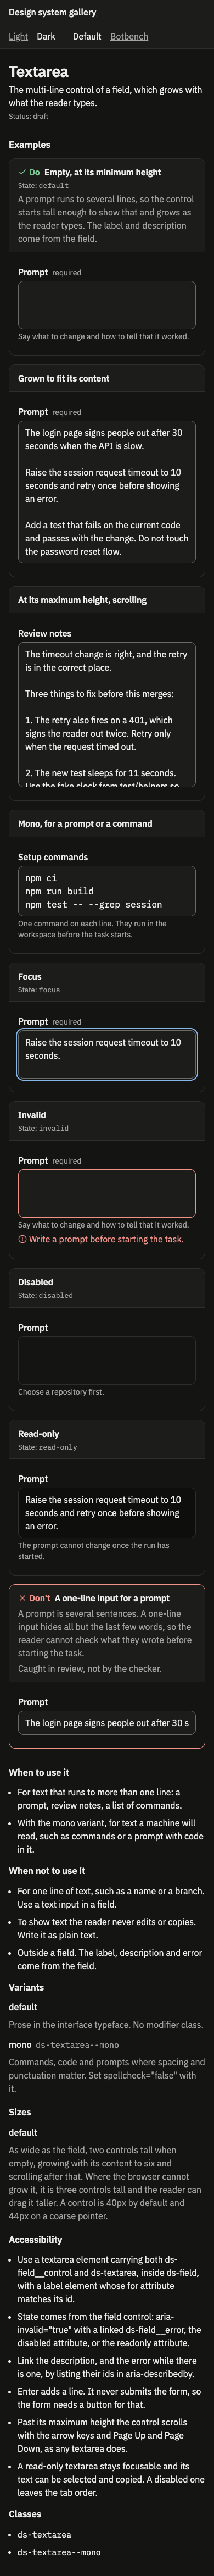 Design system gallery
Light Dark Default Botbench
Textarea
The multi-line control of a field, which grows with
what the reader types.
Status: draft
Examples
Do Empty, at its minimum height
State: default
A prompt runs to several lines, so the control
starts tall enough to show that and grows as
the reader types. The label and description
come from the field.
Prompt required
Say what to change and how to tell that it worked.
Grown to fit its content
Prompt required
The login page signs people out after 30
seconds when the API is slow.
Raise the session request timeout to 10
seconds and retry once before showing
an error.
Add a test that fails on the current code
and passes with the change. Do not touch
the password reset flow.
At its maximum height, scrolling
Review notes
The timeout change is right, and the retry
is in the correct place.
Three things to fix before this merges:
1. The retry also fires on a 401, which
signs the reader out twice. Retry only
when the request timed out.
2. The new test sleeps for 11 seconds.
Use the fake clock from test/helpers so
Mono, for a prompt or a command
Setup commands
npm ci
npm run build
npm test -- --grep session
One command on each line. They run in the
workspace before the task starts.
Focus
State: focus
Prompt required
Raise the session request timeout to 10
seconds.
Invalid
State: invalid
Prompt required
Say what to change and how to tell that it worked.
Write a prompt before starting the task.
Disabled
State: disabled
Prompt
Choose a repository first.
Read-only
State: read-only
Prompt
Raise the session request timeout to 10
seconds and retry once before showing
an error.
The prompt cannot change once the run has
started.
Don't A one-line input for a prompt
A prompt is several sentences. A one-line
input hides all but the last few words, so the
reader cannot check what they wrote before
starting the task.
Caught in review, not by the checker.
Prompt
The login page signs people out after 30 s
When to use it
• For text that runs to more than one line: a
prompt, review notes, a list of commands.
• With the mono variant, for text a machine will
read, such as commands or a prompt with code
in it.
When not to use it
• For one line of text, such as a name or a branch.
Use a text input in a field.
• To show text the reader never edits or copies.
Write it as plain text.
• Outside a field. The label, description and error
come from the field.
Variants
default
Prose in the interface typeface. No modifier class.
mono ds-textarea--mono
Commands, code and prompts where spacing and
punctuation matter. Set spellcheck="false" with
it.
Sizes
default
As wide as the field, two controls tall when
empty, growing with its content to six and
scrolling after that. Where the browser cannot
grow it, it is three controls tall and the reader can
drag it taller. A control is 40px by default and
44px on a coarse pointer.
Accessibility
• Use a textarea element carrying both ds-
field__control and ds-textarea, inside ds-field,
with a label element whose for attribute
matches its id.
• State comes from the field control: aria-
invalid="true" with a linked ds-field__error, the
disabled attribute, or the readonly attribute.
• Link the description, and the error while there
is one, by listing their ids in aria-describedby.
• Enter adds a line. It never submits the form, so
the form needs a button for that.
• Past its maximum height the control scrolls
with the arrow keys and Page Up and Page
Down, as any textarea does.
• A read-only textarea stays focusable and its
text can be selected and copied. A disabled one
leaves the tab order.
Classes
• ds-textarea
• ds-textarea--mono